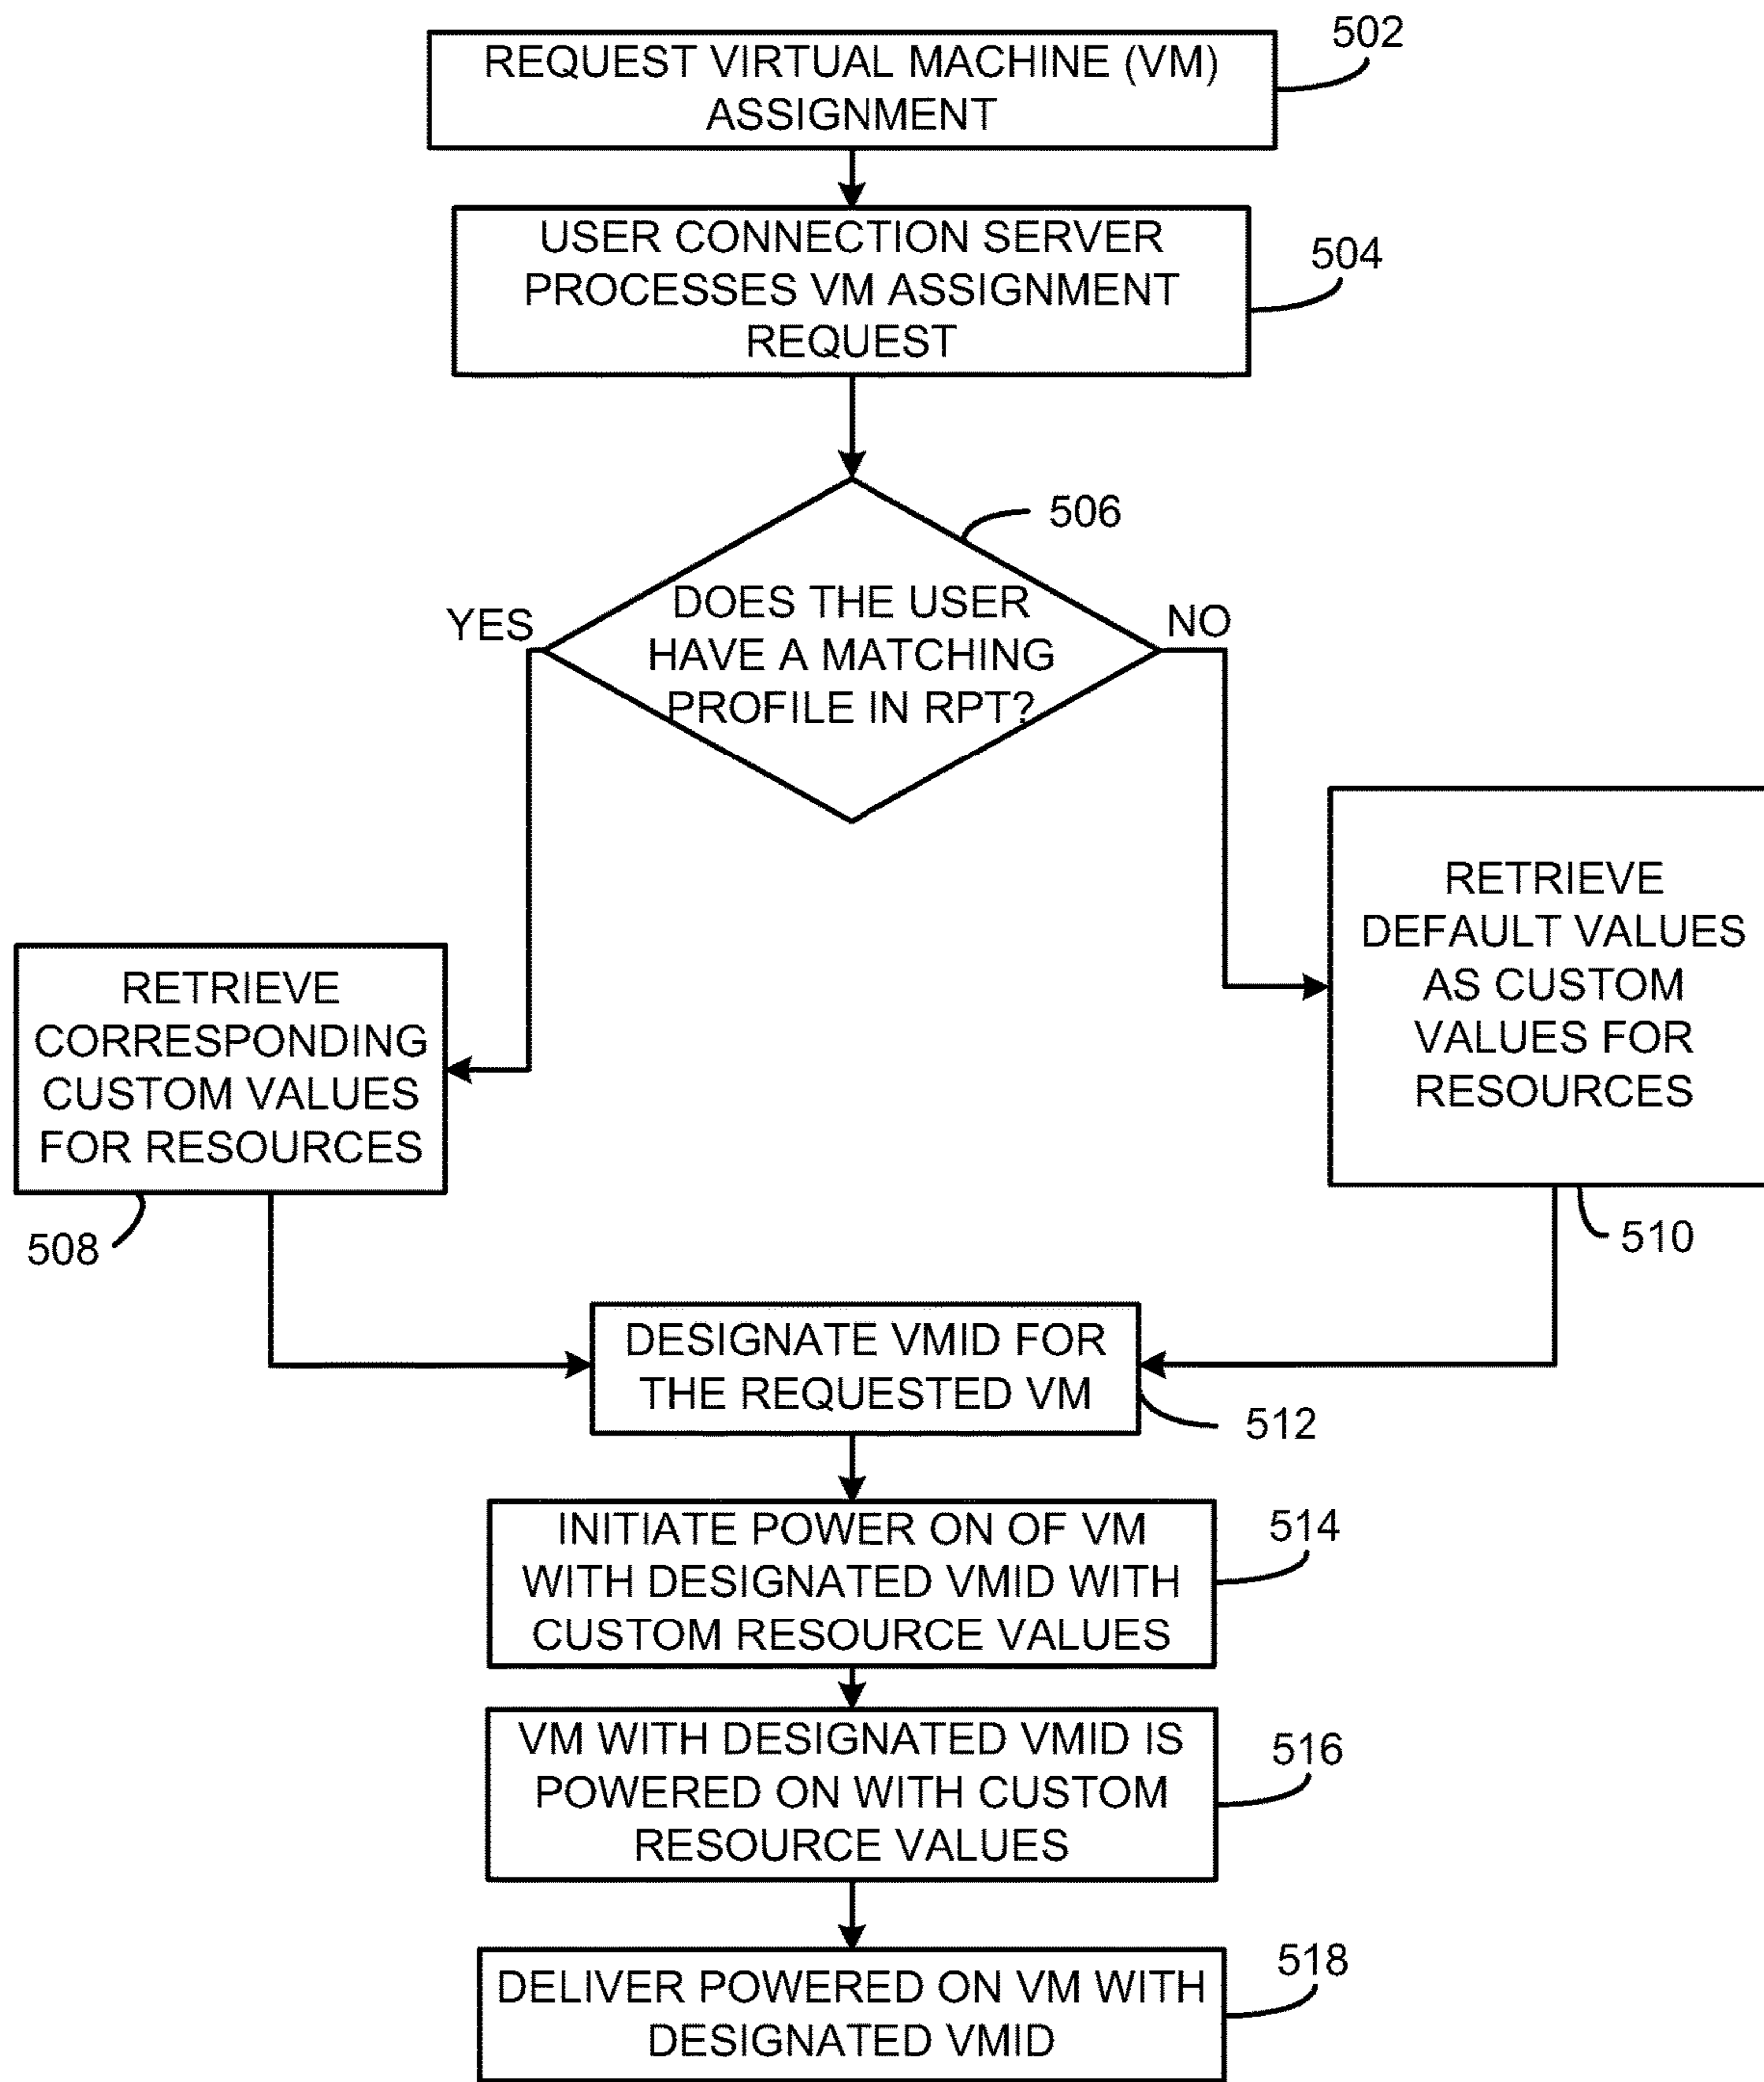 502
REQUEST VIRTUAL MACHINE (VM)
ASSIGNMENT
504
USER CONNECTION SERVER
PROCESSES VM ASSIGNMENT
REQUEST
506
DOES THE USER
HAVE A MATCHING
PROFILE IN RPT?
YES
NO
RETRIEVE
CORRESPONDING
CUSTOM VALUES
FOR RESOURCES
508
RETRIEVE
DEFAULT VALUES
AS CUSTOM
VALUES FOR
RESOURCES
510
DESIGNATE VMID FOR
THE REQUESTED VM
512
INITIATE POWER ON OF VM
WITH DESIGNATED VMID WITH
CUSTOM RESOURCE VALUES
514
VM WITH DESIGNATED VMID IS
POWERED ON WITH CUSTOM
RESOURCE VALUES
516
DELIVER POWERED ON VM WITH
DESIGNATED VMID
518